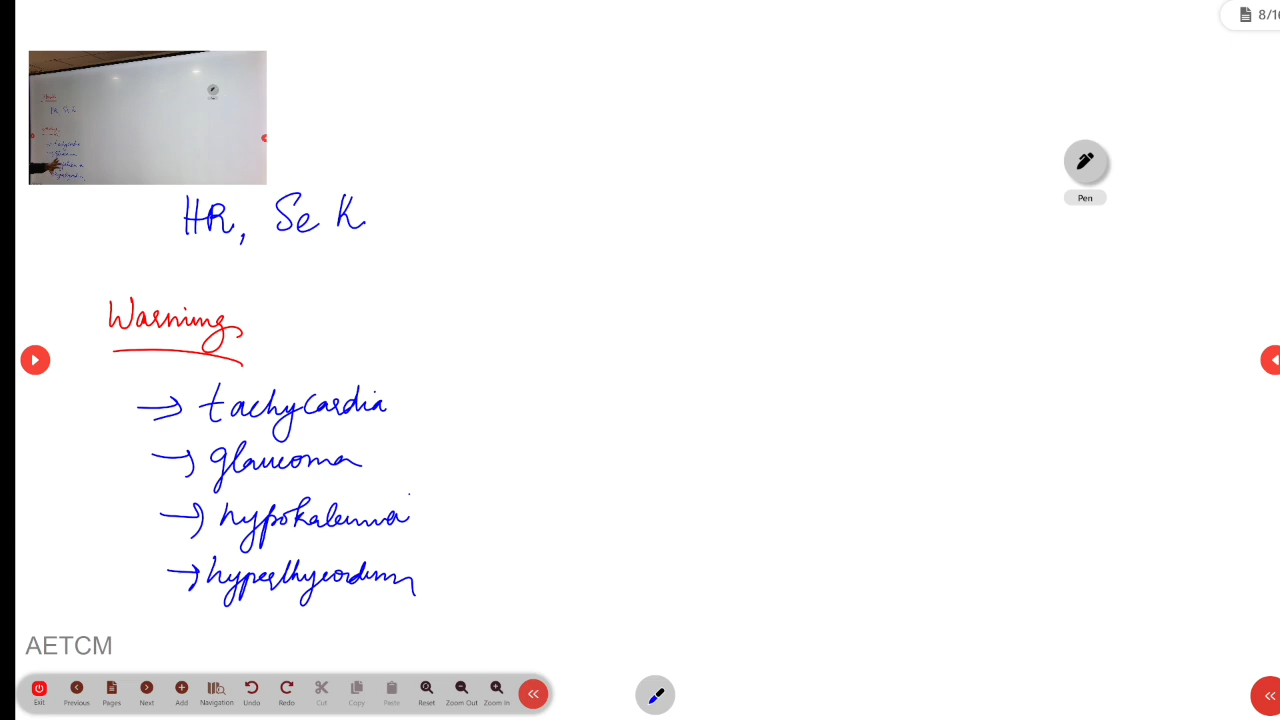 8/16
HR, Se K
Warning
→ tachycardia
→ glaucoma
→ hypokalemia
→ hyperthyroidism
Pen
AETCM
Exit Previous Pages Next Add Navigation Undo Redo Cut Copy Paste Reset Zoom Out Zoom In